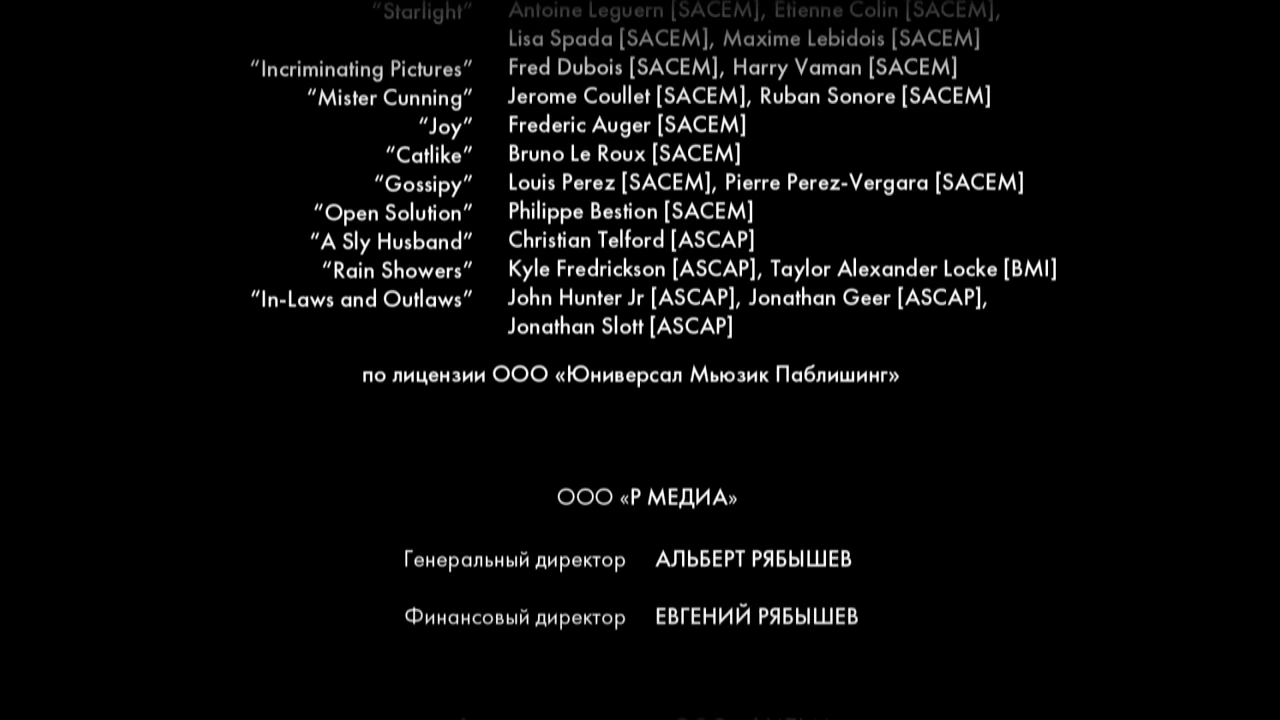 “Starlight” Antoine Leguern [SACEM], Etienne Colin [SACEM],
Lisa Spada [SACEM], Maxime Lebidois [SACEM]
“Incriminating Pictures” Fred Dubois [SACEM], Harry Vaman [SACEM]
“Mister Cunning” Jerome Coullet [SACEM], Ruban Sonore [SACEM]
“Joy” Frederic Auger [SACEM]
“Catlike” Bruno Le Roux [SACEM]
“Gossipy” Louis Perez [SACEM], Pierre Perez-Vergara [SACEM]
“Open Solution” Philippe Bestion [SACEM]
“A Sly Husband” Christian Telford [ASCAP]
“Rain Showers” Kyle Fredrickson [ASCAP], Taylor Alexander Locke [BMI]
“In-Laws and Outlaws” John Hunter Jr [ASCAP], Jonathan Geer [ASCAP],
Jonathan Slott [ASCAP]
по лицензии ООО «Юниверсал Мьюзик Паблишинг»
ООО «Р МЕДИА»
Генеральный директор АЛЬБЕРТ РЯБЫШЕВ
Финансовый директор ЕВГЕНИЙ РЯБЫШЕВ